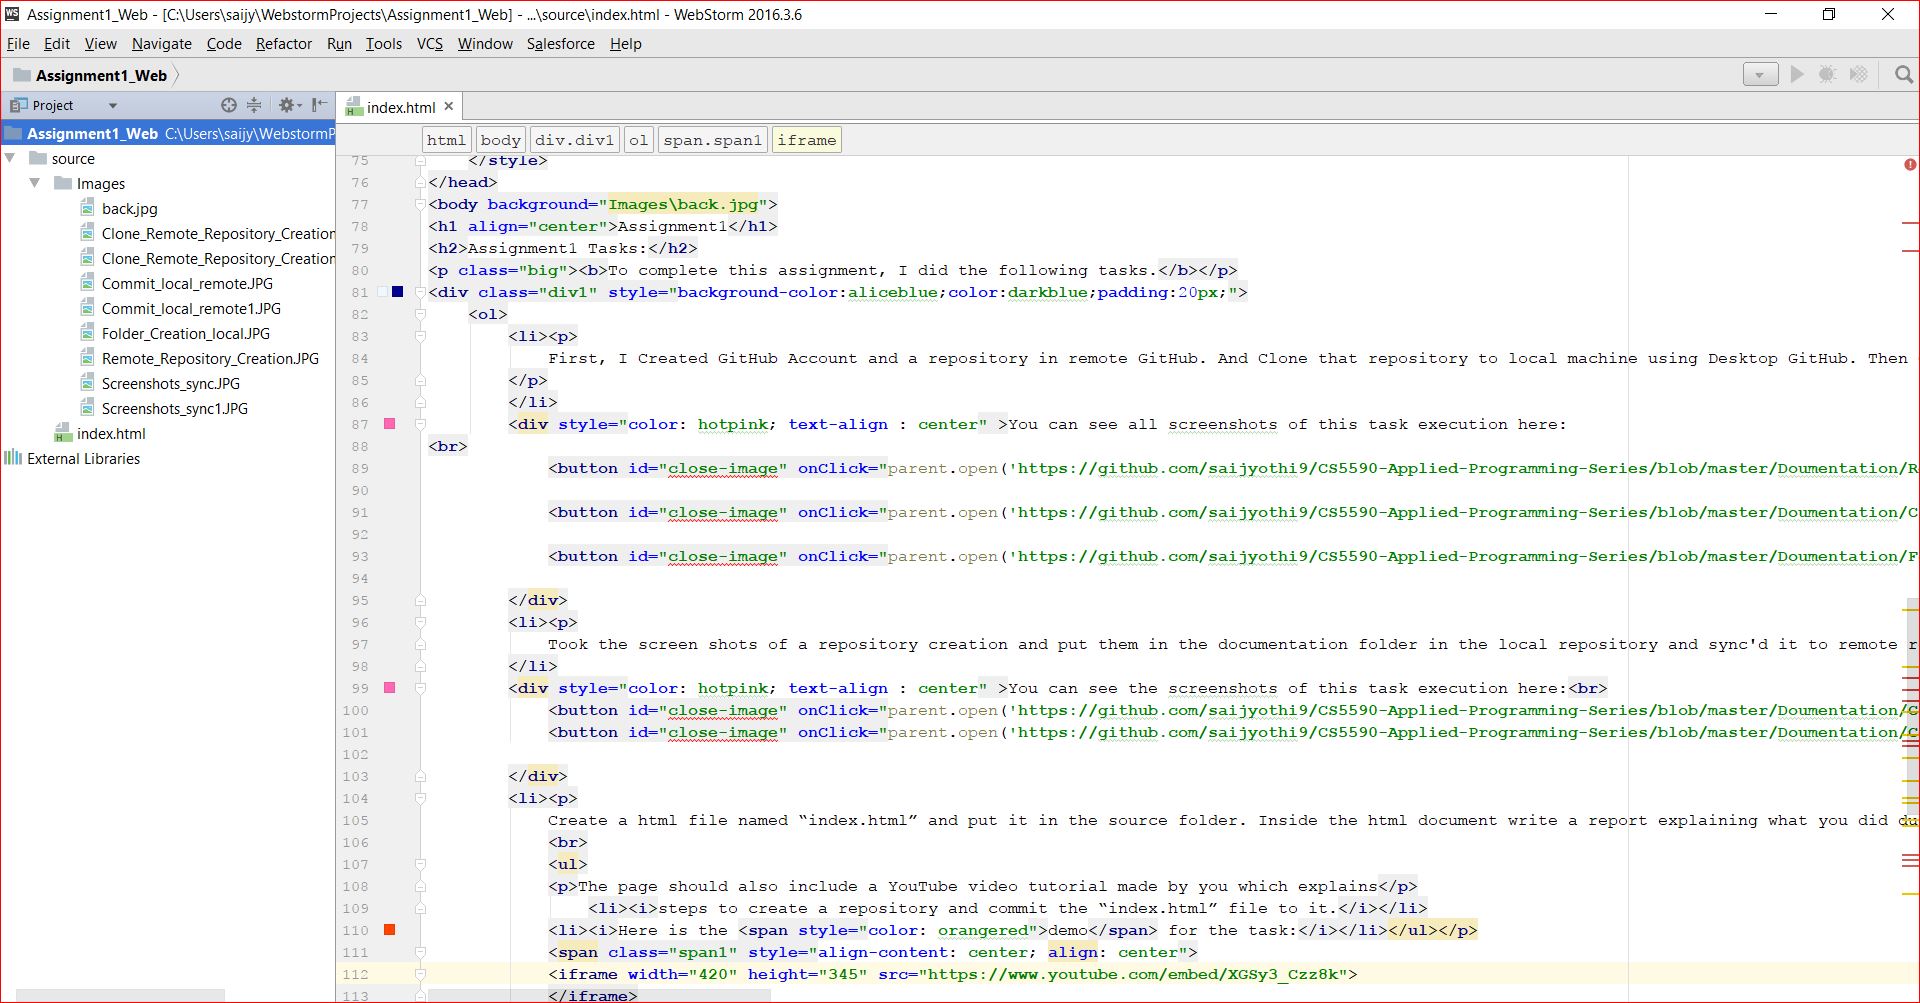 WS Assignment1_Web - [C:\Users\saijy\WebstormProjects\Assignment1_Web] - ...\source\index.html - WebStorm 2016.3.6
File Edit View Navigate Code Refactor Run Tools VCS Window Salesforce Help
Assignment1_Web
Project
Assignment1_Web C:\Users\saijy\WebstormP
source
Images
back.jpg
Clone_Remote_Repository_Creation
Clone_Remote_Repository_Creation
Commit_local_remote.JPG
Commit_local_remote1.JPG
Folder_Creation_local.JPG
Remote_Repository_Creation.JPG
Screenshots_sync.JPG
Screenshots_sync1.JPG
index.html
External Libraries
index.html
html body div.div1 ol span.span1 iframe
75 </style>
76 </head>
77 <body background="Images\back.jpg">
78 <h1 align="center">Assignment1</h1>
79 <h2>Assignment1 Tasks:</h2>
80 <p class="big"><b>To complete this assignment, I did the following tasks.</b></p>
81 <div class="div1" style="background-color:aliceblue;color:darkblue;padding:20px;">
82 <ol>
83 <li><p>
84 First, I Created GitHub Account and a repository in remote GitHub. And Clone that repository to local machine using Desktop GitHub. Then
85 </p>
86 </li>
87 <div style="color: hotpink; text-align : center" >You can see all screenshots of this task execution here:
88 <br>
89 <button id="close-image" onClick="parent.open('https://github.com/saijyothi9/CS5590-Applied-Programming-Series/blob/master/Doumentation/R
90
91 <button id="close-image" onClick="parent.open('https://github.com/saijyothi9/CS5590-Applied-Programming-Series/blob/master/Doumentation/C
92
93 <button id="close-image" onClick="parent.open('https://github.com/saijyothi9/CS5590-Applied-Programming-Series/blob/master/Doumentation/F
94
95 </div>
96 <li><p>
97 Took the screen shots of a repository creation and put them in the documentation folder in the local repository and sync'd it to remote r
98 </li>
99 <div style="color: hotpink; text-align : center" >You can see the screenshots of this task execution here:<br>
100 <button id="close-image" onClick="parent.open('https://github.com/saijyothi9/CS5590-Applied-Programming-Series/blob/master/Doumentation/C
101 <button id="close-image" onClick="parent.open('https://github.com/saijyothi9/CS5590-Applied-Programming-Series/blob/master/Doumentation/C
102
103 </div>
104 <li><p>
105 Create a html file named “index.html” and put it in the source folder. Inside the html document write a report explaining what you did du
106 <br>
107 <ul>
108 <p>The page should also include a YouTube video tutorial made by you which explains</p>
109 <li><i>steps to create a repository and commit the “index.html” file to it.</i></li>
110 <li><i>Here is the <span style="color: orangered">demo</span> for the task:</i></li></ul></p>
111 <span class="span1" style="align-content: center; align: center">
112 <iframe width="420" height="345" src="https://www.youtube.com/embed/XGSy3_Czz8k">
113 </iframe>